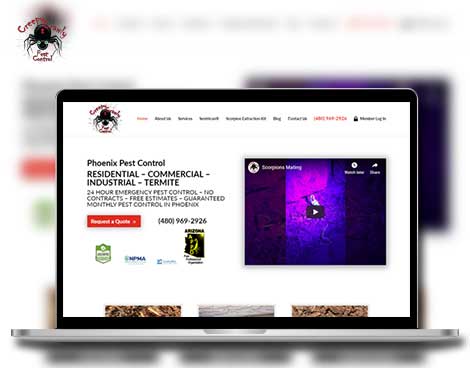 Creepy Crawly
Pest
Control
Home About Us Services Sentricon® Scorpion Extraction Kit Blog Contact Us (480) 969-2926 Member Log In
Phoenix Pest Control
RESIDENTIAL – COMMERCIAL –
INDUSTRIAL – TERMITE
24 HOUR EMERGENCY PEST CONTROL – NO
CONTRACTS – FREE ESTIMATES – GUARANTEED
MONTHLY PEST CONTROL IN PHOENIX
Request a Quote »
(480) 969-2926
Scorpions Mating
Watch later
Share
NPMA
ARIZONA